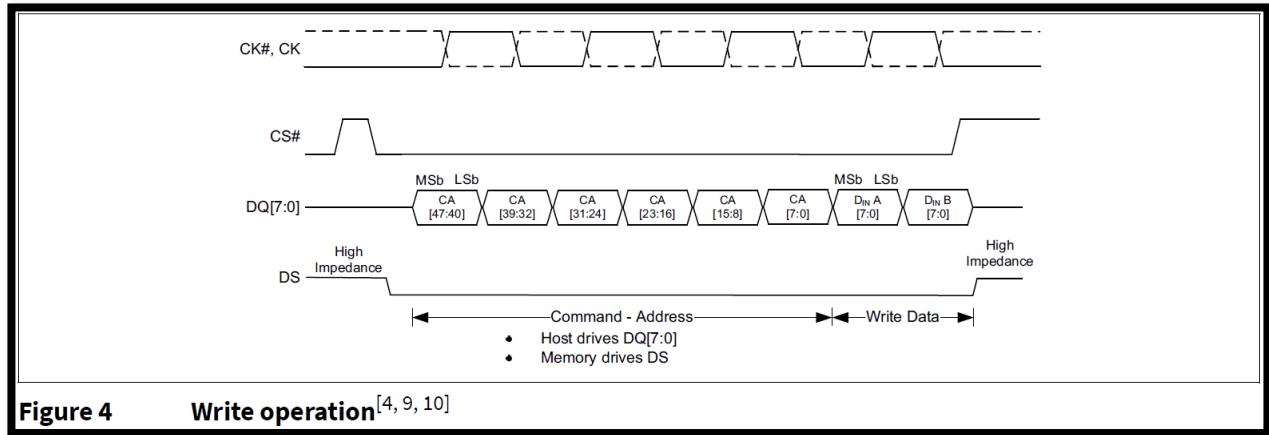 CK#, CK
CS#
MSb LSb MSb LSb
DQ[7:0] CA [47:40] CA [39:32] CA [31:24] CA [23:16] CA [15:8] CA [7:0] DIN A [7:0] DIN B [7:0]
High Impedance High Impedance
DS
Command - Address Write Data
• Host drives DQ[7:0]
• Memory drives DS
Figure 4 Write operation[4, 9, 10]